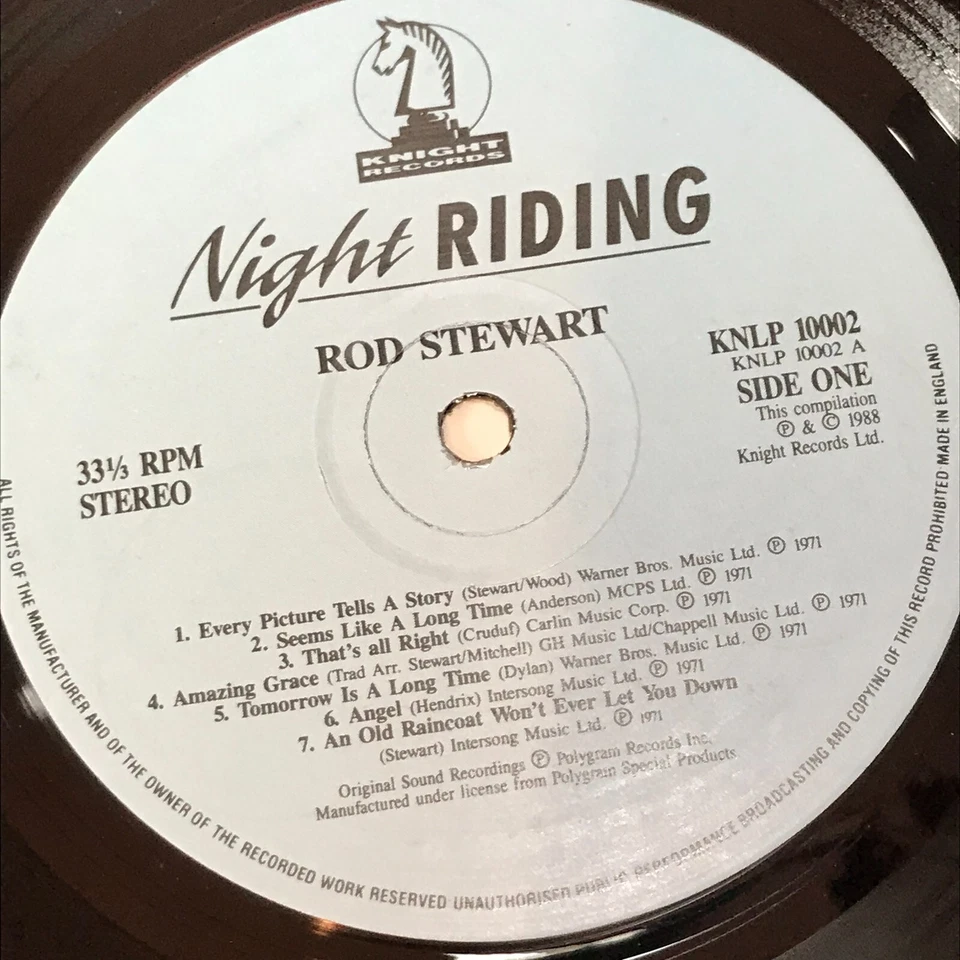 KNIGHT
RECORDS
Night RIDING
ROD STEWART
KNLP 10002
KNLP 10002 A
SIDE ONE
This compilation
℗ & © 1988
Knight Records Ltd.
33⅓ RPM
STEREO
1. Every Picture Tells A Story (Stewart/Wood) Warner Bros. Music Ltd. ℗ 1971
2. Seems Like A Long Time (Anderson) MCPS Ltd. ℗ 1971
3. That's all Right (Cruduf) Carlin Music Corp. ℗ 1971
4. Amazing Grace (Trad Arr. Stewart/Mitchell) GH Music Ltd/Chappell Music Ltd. ℗ 1971
5. Tomorrow Is A Long Time (Dylan) Warner Bros. Music Ltd. ℗ 1971
6. Angel (Hendrix) Intersong Music Ltd. ℗ 1971
7. An Old Raincoat Won't Ever Let You Down
(Stewart) Intersong Music Ltd. ℗ 1971
Original Sound Recordings ℗ Polygram Records Inc.
Manufactured under license from Polygram Special Products
ALL RIGHTS OF THE MANUFACTURER AND OF THE OWNER OF THE RECORDED WORK RESERVED UNAUTHORISED PUBLIC PERFORMANCE BROADCASTING AND COPYING OF THIS RECORD PROHIBITED MADE IN ENGLAND